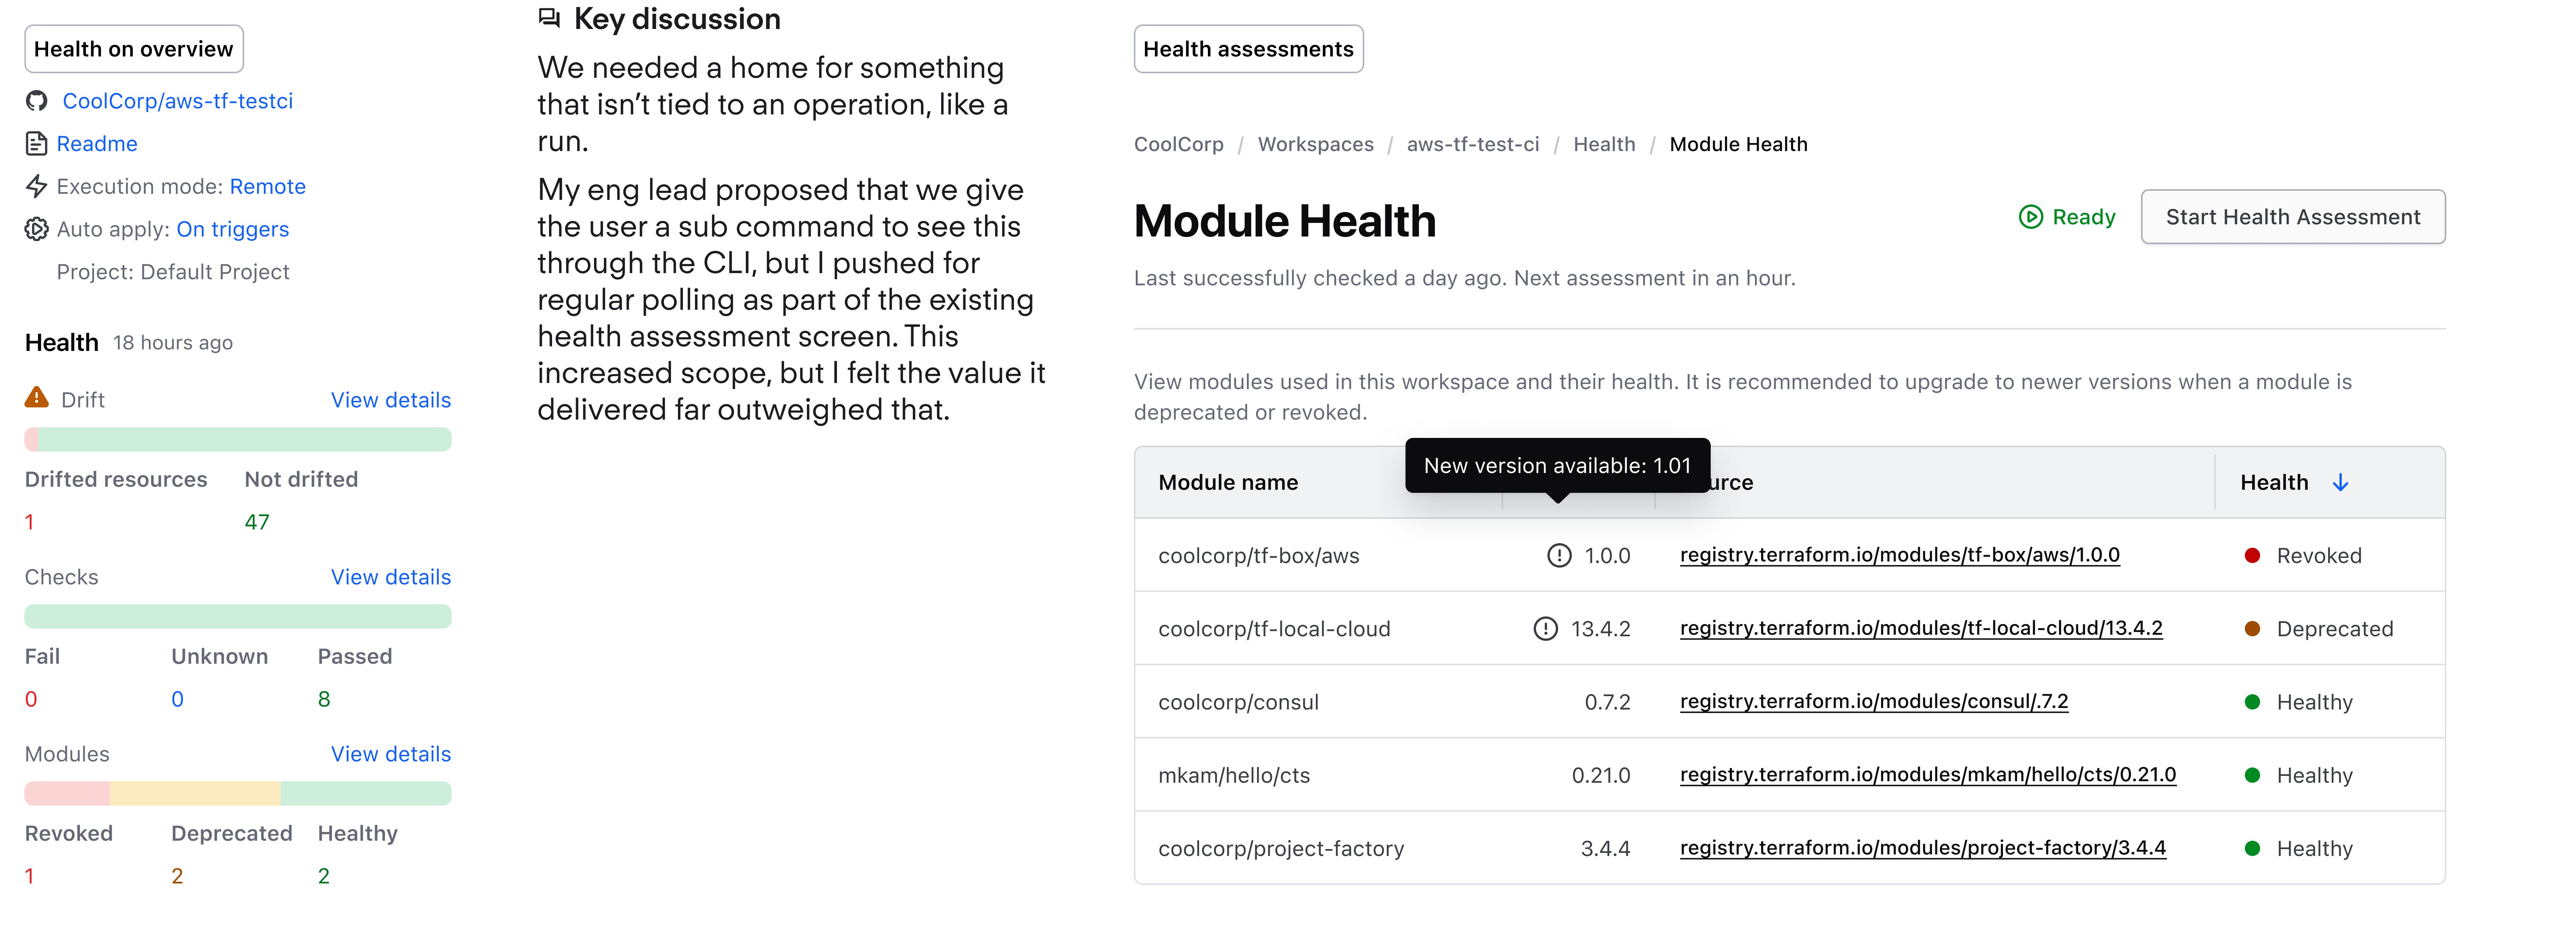 Health on overview
CoolCorp/aws-tf-testci
Readme
Execution mode: Remote
Auto apply: On triggers
Project: Default Project
Health 18 hours ago
Drift View details
Drifted resources Not drifted
1 47
Checks View details
Fail Unknown Passed
0 0 8
Modules View details
Revoked Deprecated Healthy
1 2 2
Key discussion
We needed a home for something
that isn’t tied to an operation, like a
run.
My eng lead proposed that we give
the user a sub command to see this
through the CLI, but I pushed for
regular polling as part of the existing
health assessment screen. This
increased scope, but I felt the value it
delivered far outweighed that.
Health assessments
CoolCorp / Workspaces / aws-tf-test-ci / Health / Module Health
Module Health
Ready
Start Health Assessment
Last successfully checked a day ago. Next assessment in an hour.
View modules used in this workspace and their health. It is recommended to upgrade to newer versions when a module is
deprecated or revoked.
New version available: 1.01
Module name urce Health
coolcorp/tf-box/aws 1.0.0 registry.terraform.io/modules/tf-box/aws/1.0.0 Revoked
coolcorp/tf-local-cloud 13.4.2 registry.terraform.io/modules/tf-local-cloud/13.4.2 Deprecated
coolcorp/consul 0.7.2 registry.terraform.io/modules/consul/.7.2 Healthy
mkam/hello/cts 0.21.0 registry.terraform.io/modules/mkam/hello/cts/0.21.0 Healthy
coolcorp/project-factory 3.4.4 registry.terraform.io/modules/project-factory/3.4.4 Healthy